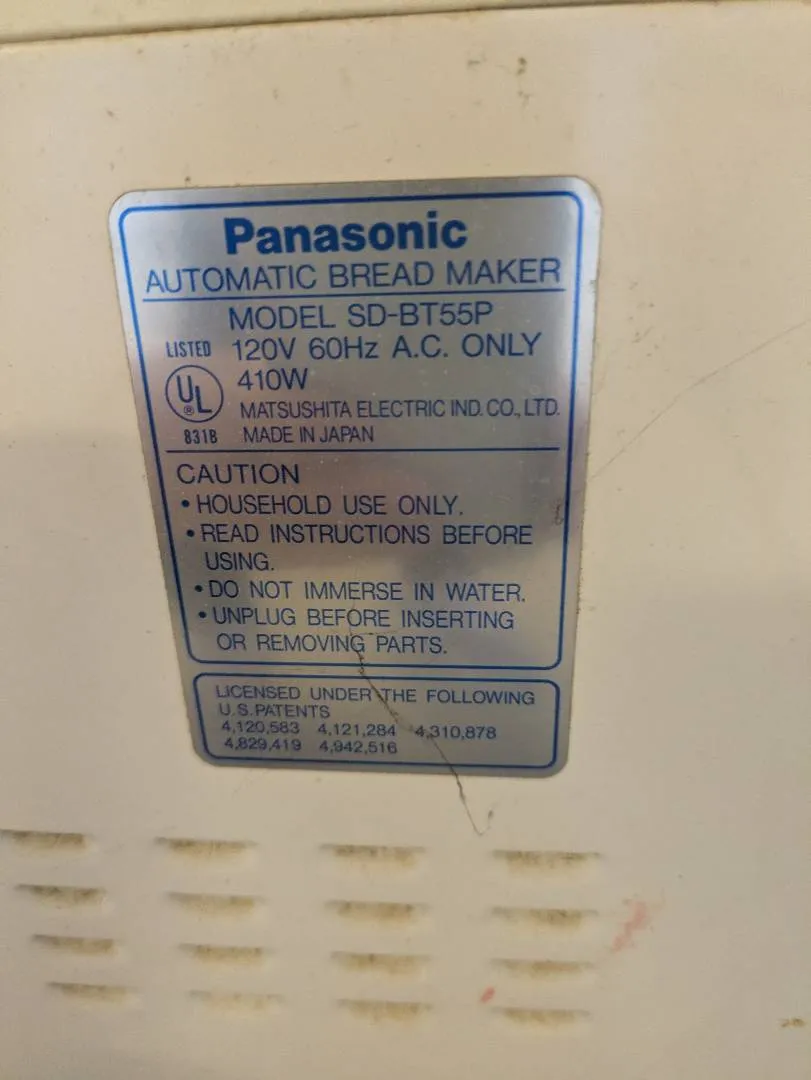 Panasonic
AUTOMATIC BREAD MAKER
MODEL SD-BT55P
LISTED 120V 60Hz A.C. ONLY
UL® 410W
MATSUSHITA ELECTRIC IND. CO., LTD.
831B MADE IN JAPAN
CAUTION
• HOUSEHOLD USE ONLY.
• READ INSTRUCTIONS BEFORE
USING.
• DO NOT IMMERSE IN WATER.
• UNPLUG BEFORE INSERTING
OR REMOVING PARTS.
LICENSED UNDER THE FOLLOWING
U.S. PATENTS
4,120,583 4,121,284 4,310,878
4,829,419 4,942,516